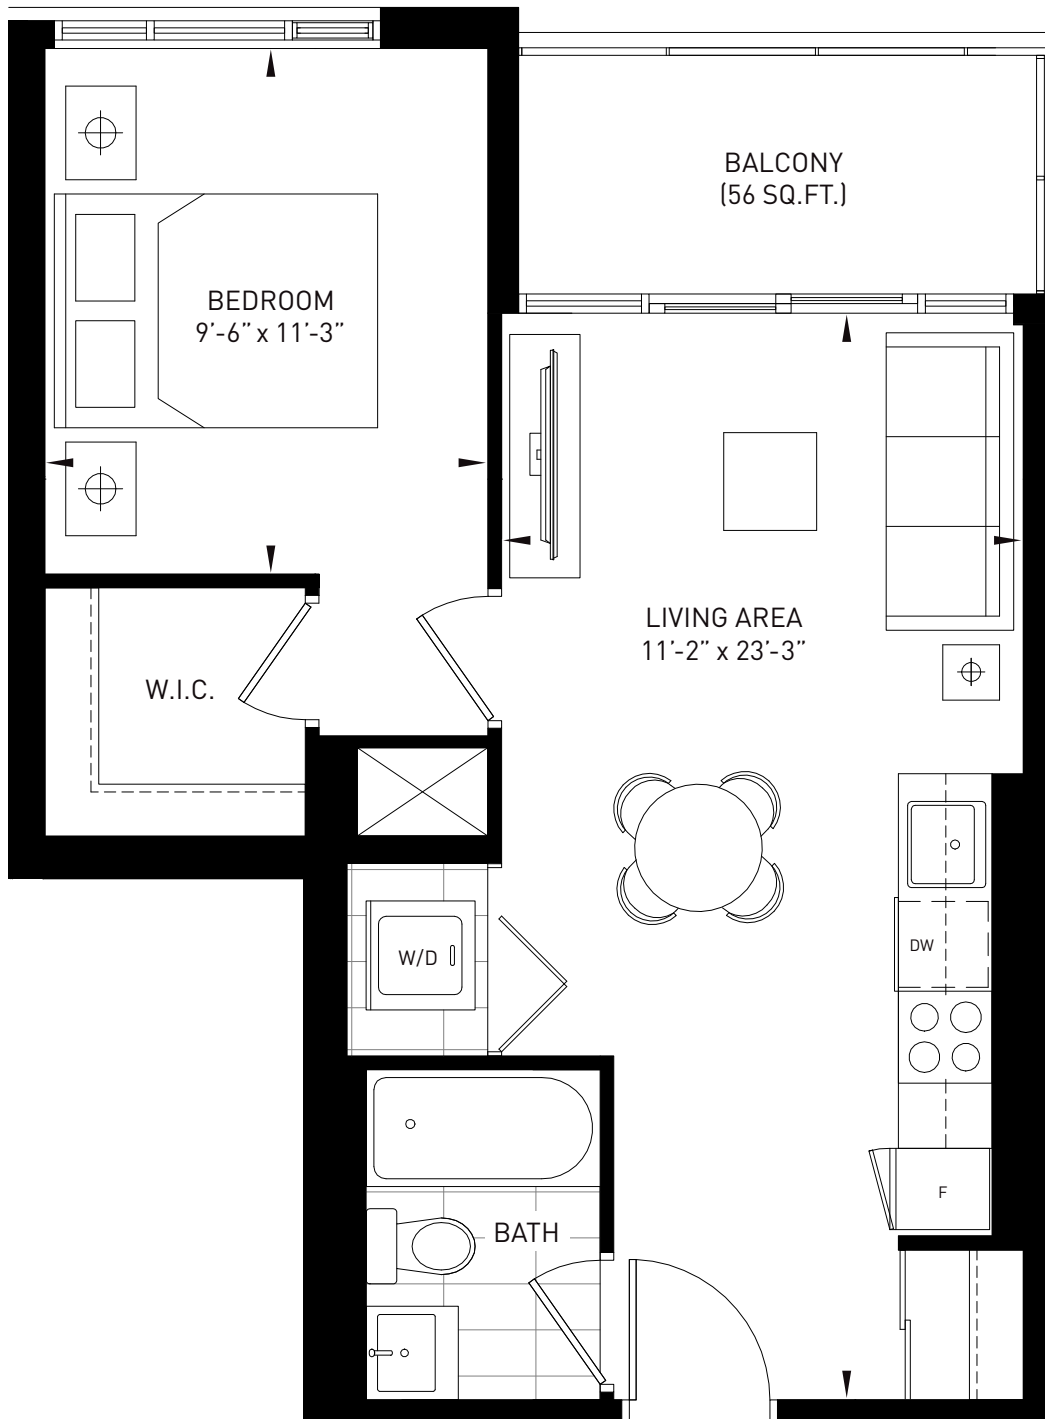 BALCONY
(56 SQ.FT.)
BEDROOM
9’-6” x 11’-3”
LIVING AREA
11’-2” x 23’-3”
W.I.C.
W/D
DW
F
BATH